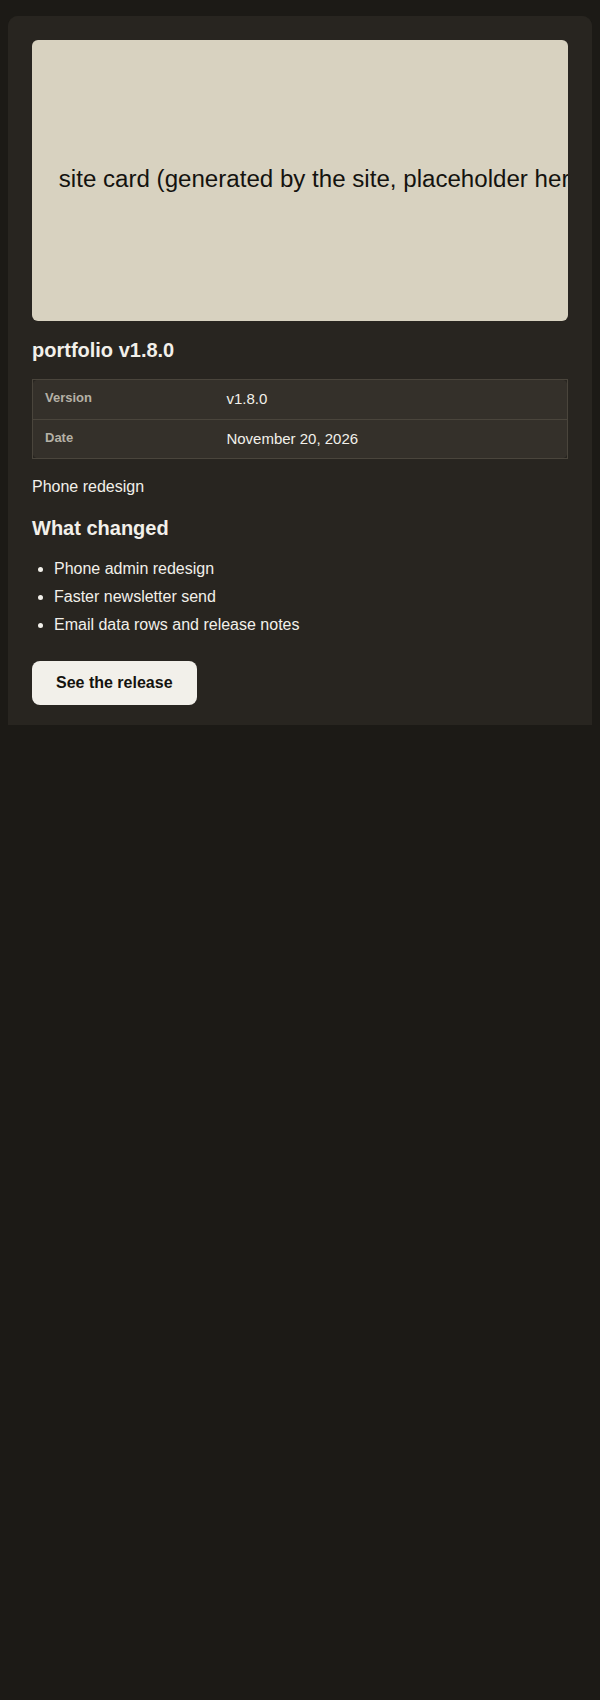 site card (generated by the site, placeholder her
portfolio v1.8.0
Version v1.8.0
Date November 20, 2026
Phone redesign
What changed
• Phone admin redesign
• Faster newsletter send
• Email data rows and release notes
See the release